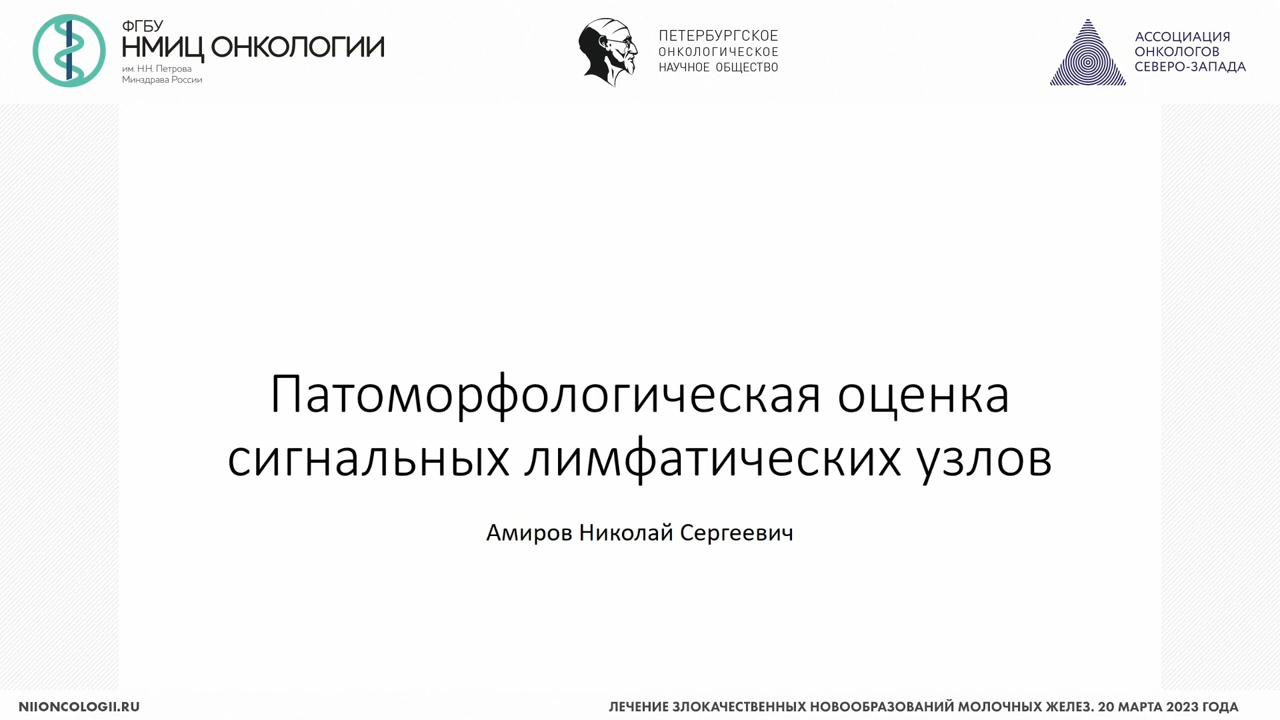 ФГБУ
НМИЦ ОНКОЛОГИИ
им. Н.Н. Петрова
Минздрава России
ПЕТЕРБУРГСКОЕ
ОНКОЛОГИЧЕСКОЕ
НАУЧНОЕ ОБЩЕСТВО
АССОЦИАЦИЯ
ОНКОЛОГОВ
СЕВЕРО-ЗАПАДА
Патоморфологическая оценка
сигнальных лимфатических узлов
Амиров Николай Сергеевич
NIIONCOLOGII.RU
ЛЕЧЕНИЕ ЗЛОКАЧЕСТВЕННЫХ НОВООБРАЗОВАНИЙ МОЛОЧНЫХ ЖЕЛЕЗ. 20 МАРТА 2023 ГОДА